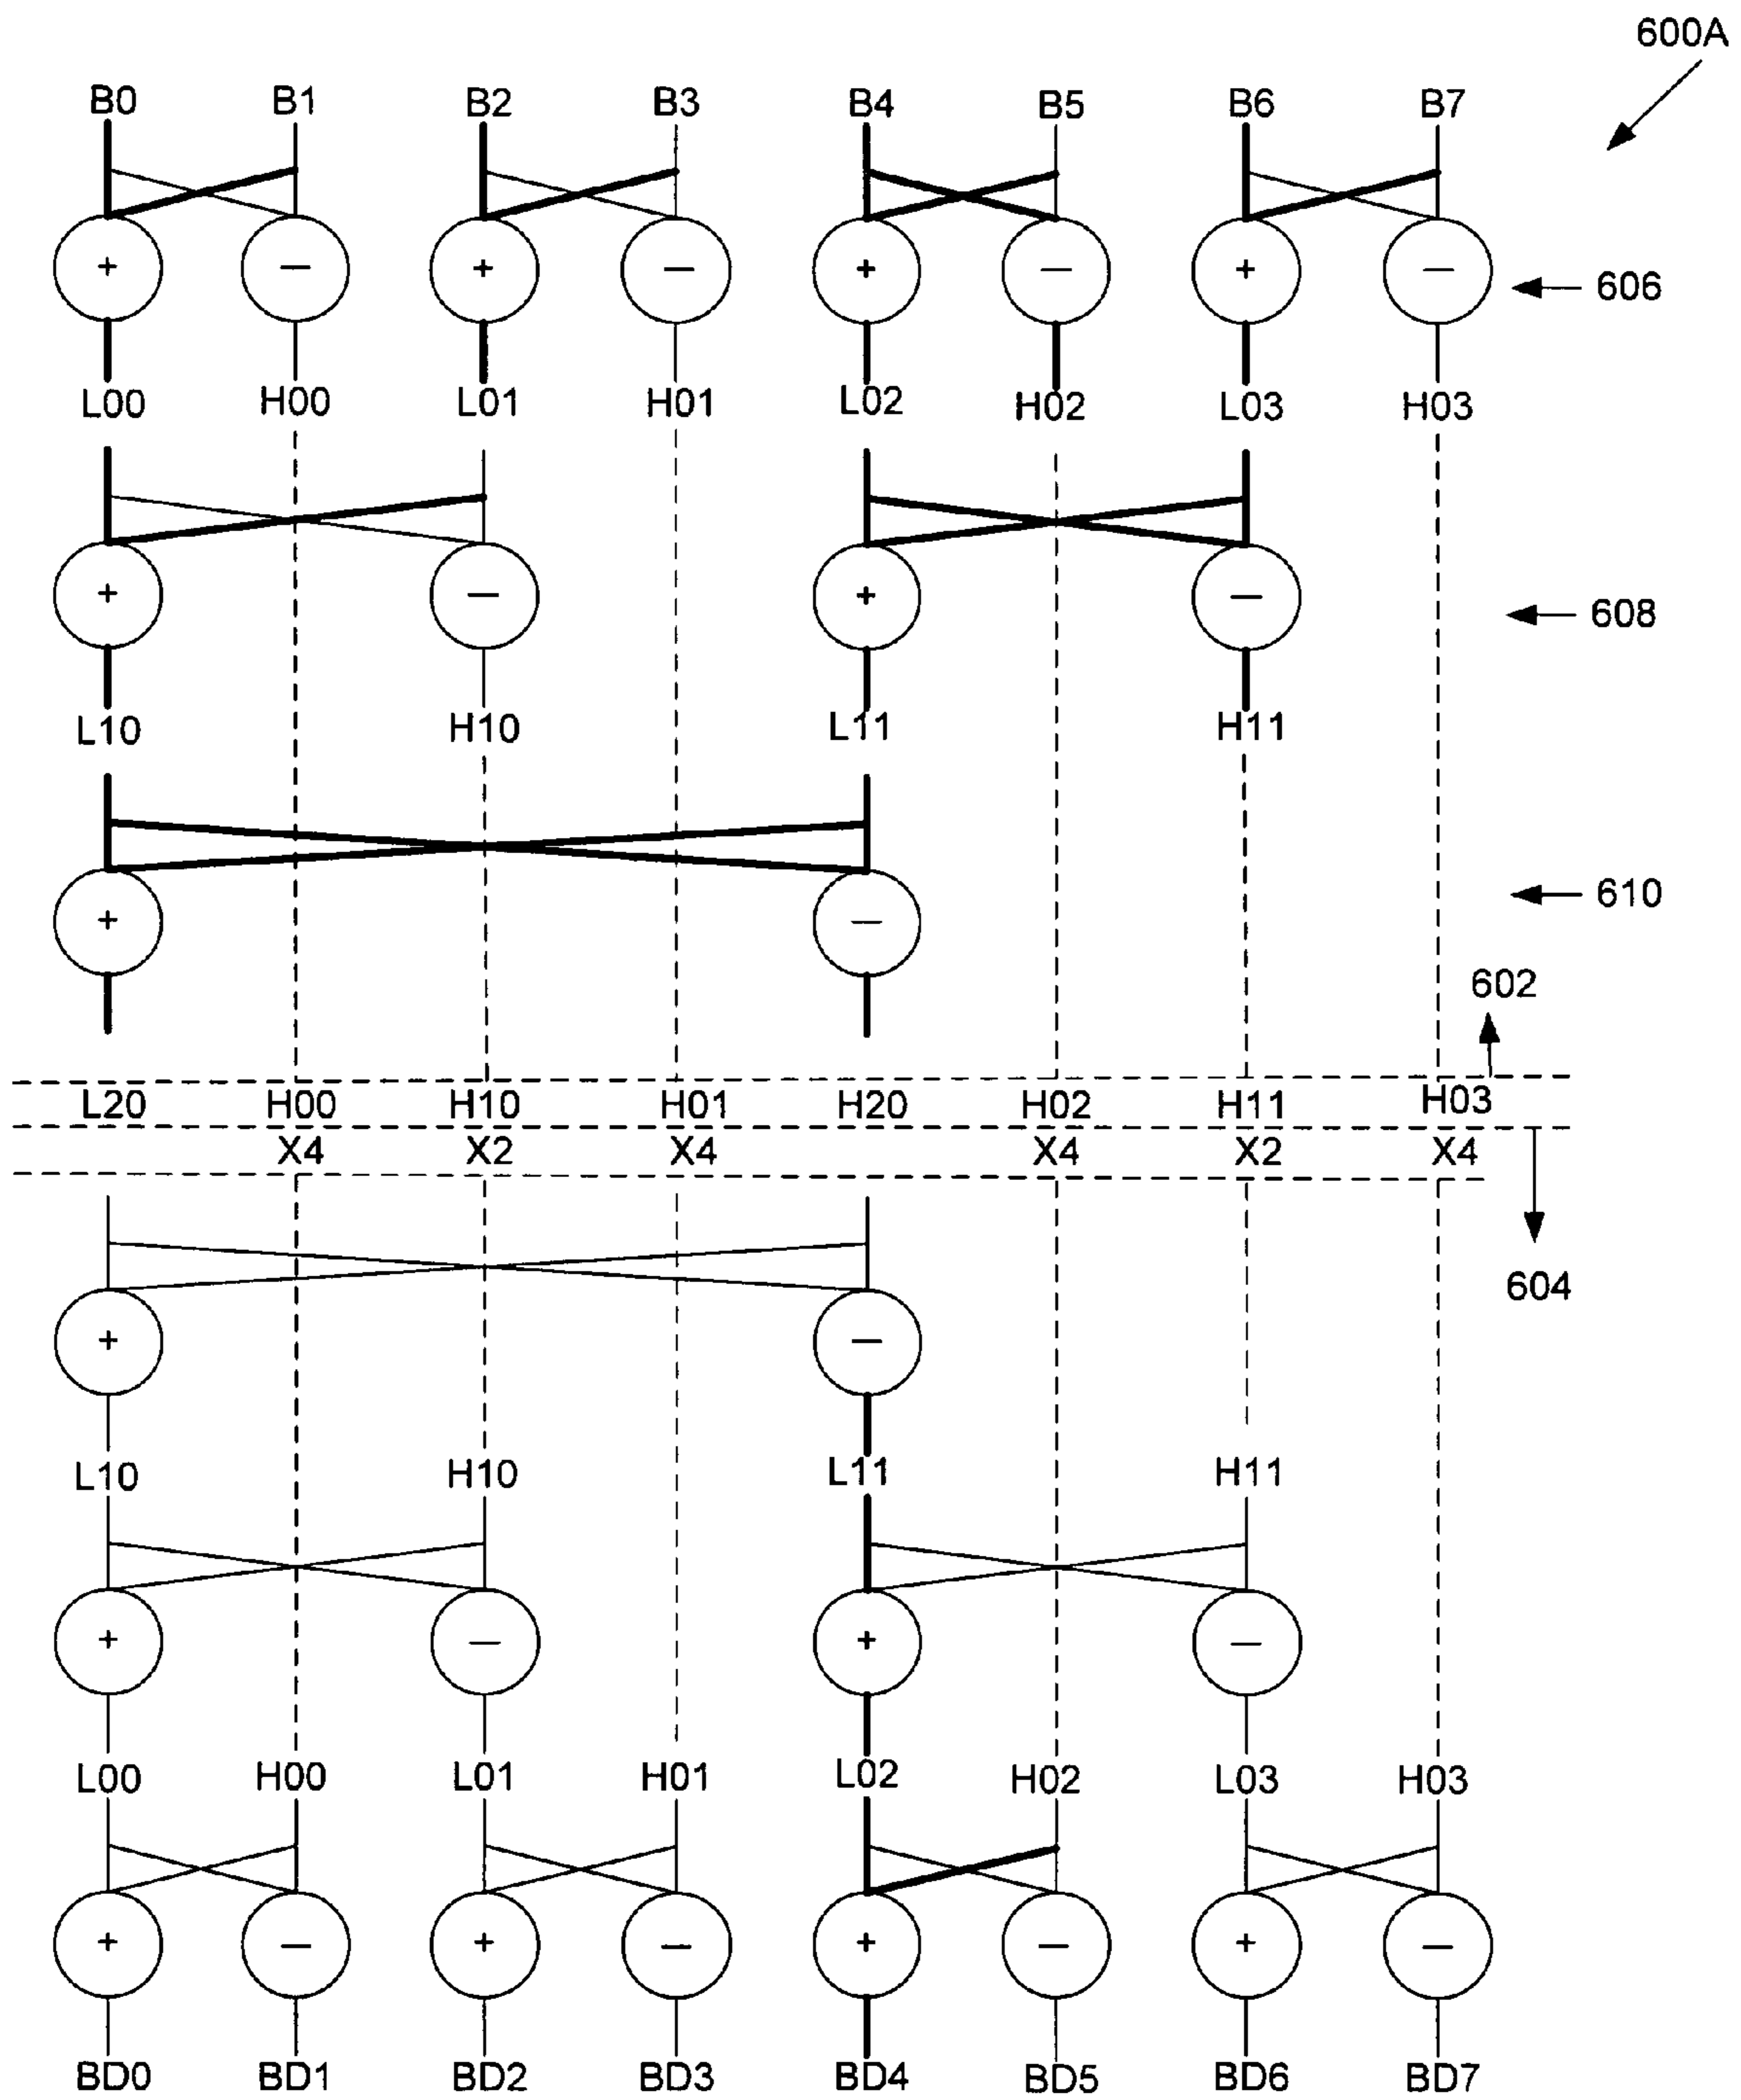 600A
B0 B1 B2 B3 B4 B5 B6 B7
+ — + — + — + —
606
L00 H00 L01 H01 L02 H02 L03 H03
+ — + —
608
L10 H10 L11 H11
+ —
610
602
L20 H00 H10 H01 H20 H02 H11 H03
X4 X2 X4 X4 X2 X4
604
+ —
L10 H10 L11 H11
+ — + —
L00 H00 L01 H01 L02 H02 L03 H03
+ — + — + — + —
BD0 BD1 BD2 BD3 BD4 BD5 BD6 BD7